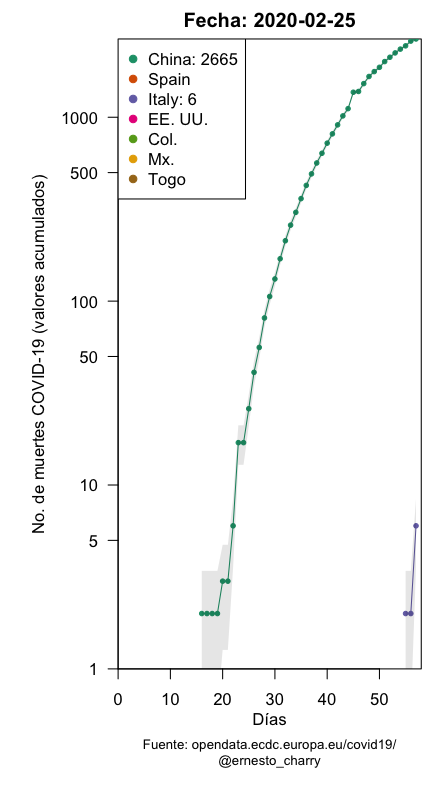 Fecha: 2020-02-25
China: 2665
Spain
Italy: 6
EE. UU.
Col.
Mx.
Togo
No. de muertes COVID-19 (valores acumulados)
1000
500
100
50
10
5
1
0 10 20 30 40 50
Días
Fuente: opendata.ecdc.europa.eu/covid19/
@ernesto_charry